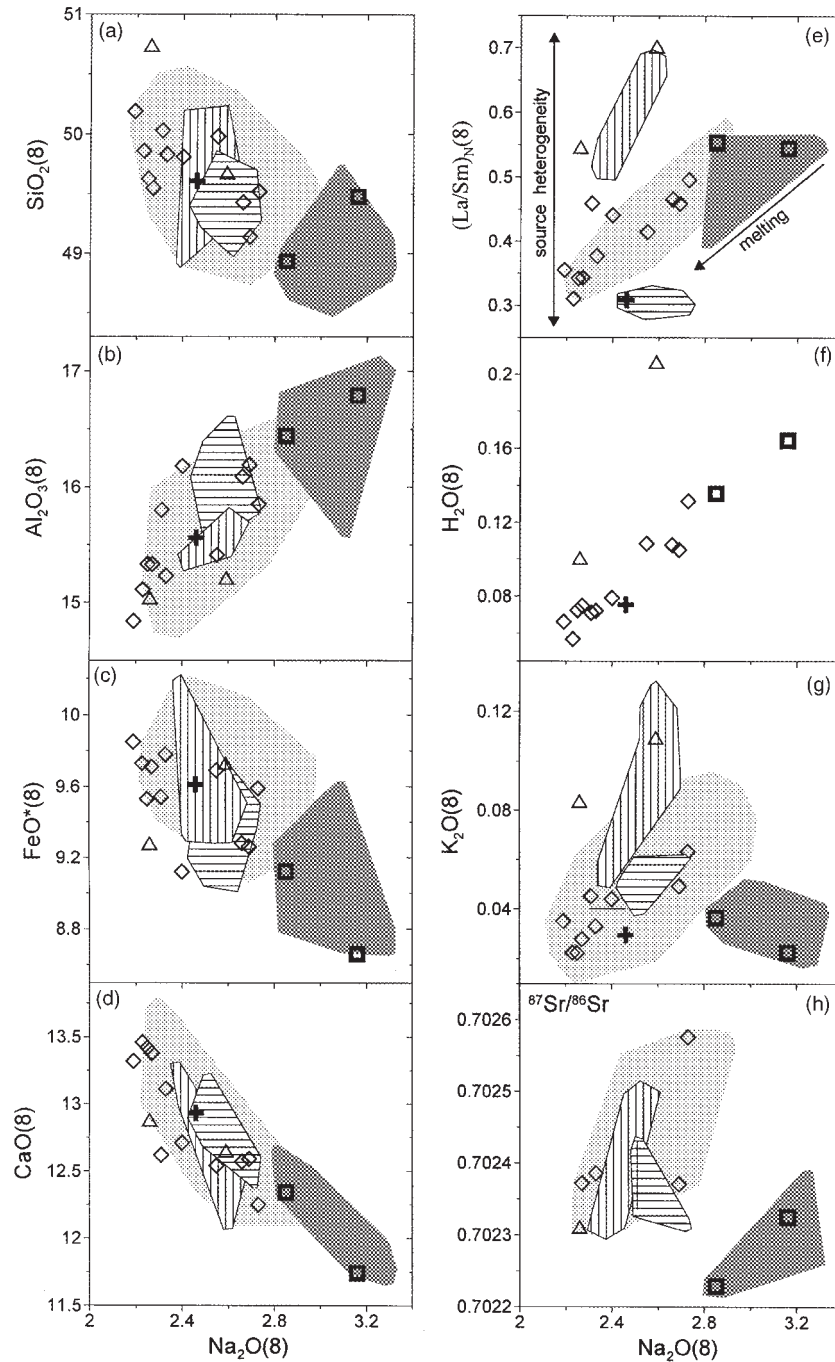 (a)
SiO₂(8)
50
49
(b)
Al₂O₃(8)
17
16
15
(c)
FeO*(8)
10
9.6
9.2
8.8
(d)
CaO(8)
13.5
13
12.5
12
11.5
2
2.4
2.8
3.2
Na₂O(8)
(e)
(La/Sm)N(8)
0.7
0.6
0.5
0.4
0.3
source heterogeneity
melting
(f)
H₂O(8)
0.2
0.16
0.12
0.08
(g)
K₂O(8)
0.12
0.08
0.04
⁸⁷Sr/⁸⁶Sr
(h)
0.7026
0.7025
0.7024
0.7023
0.7022
2
2.4
2.8
3.2
Na₂O(8)